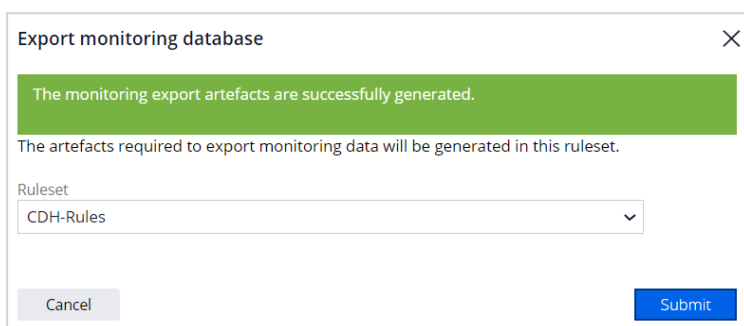 Export monitoring database
The monitoring export artefacts are successfully generated.
The artefacts required to export monitoring data will be generated in this ruleset.
Ruleset
CDH-Rules
Cancel
Submit